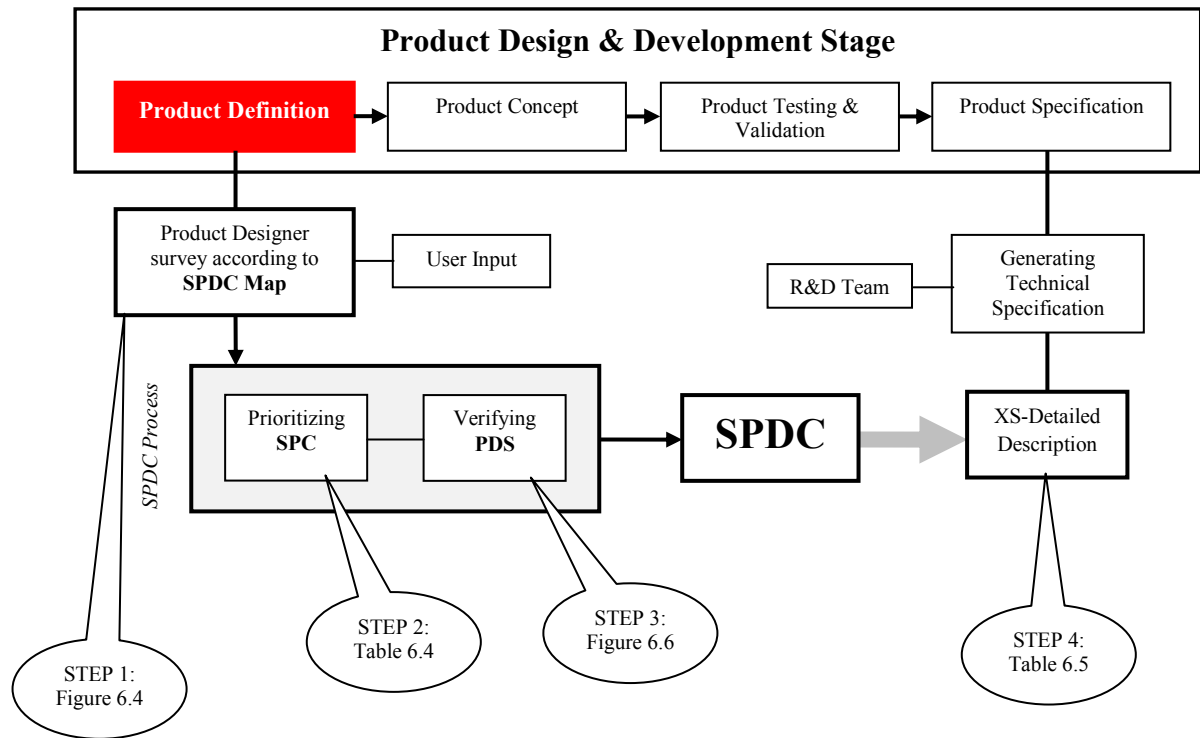 Product Design & Development Stage
Product Definition
Product Concept
Product Testing &
Validation
Product Specification
Product Designer
survey according to
SPDC Map
User Input
R&D Team
Generating
Technical
Specification
SPDC Process
Prioritizing
SPC
Verifying
PDS
SPDC
XS-Detailed
Description
STEP 1:
Figure 6.4
STEP 2:
Table 6.4
STEP 3:
Figure 6.6
STEP 4:
Table 6.5